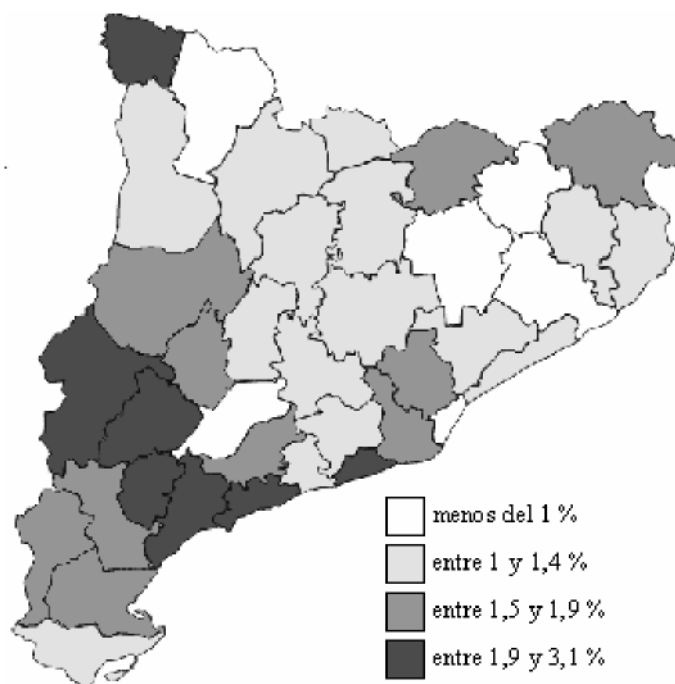 menos del 1 %
entre 1 y 1,4 %
entre 1,5 y 1,9 %
entre 1,9 y 3,1 %